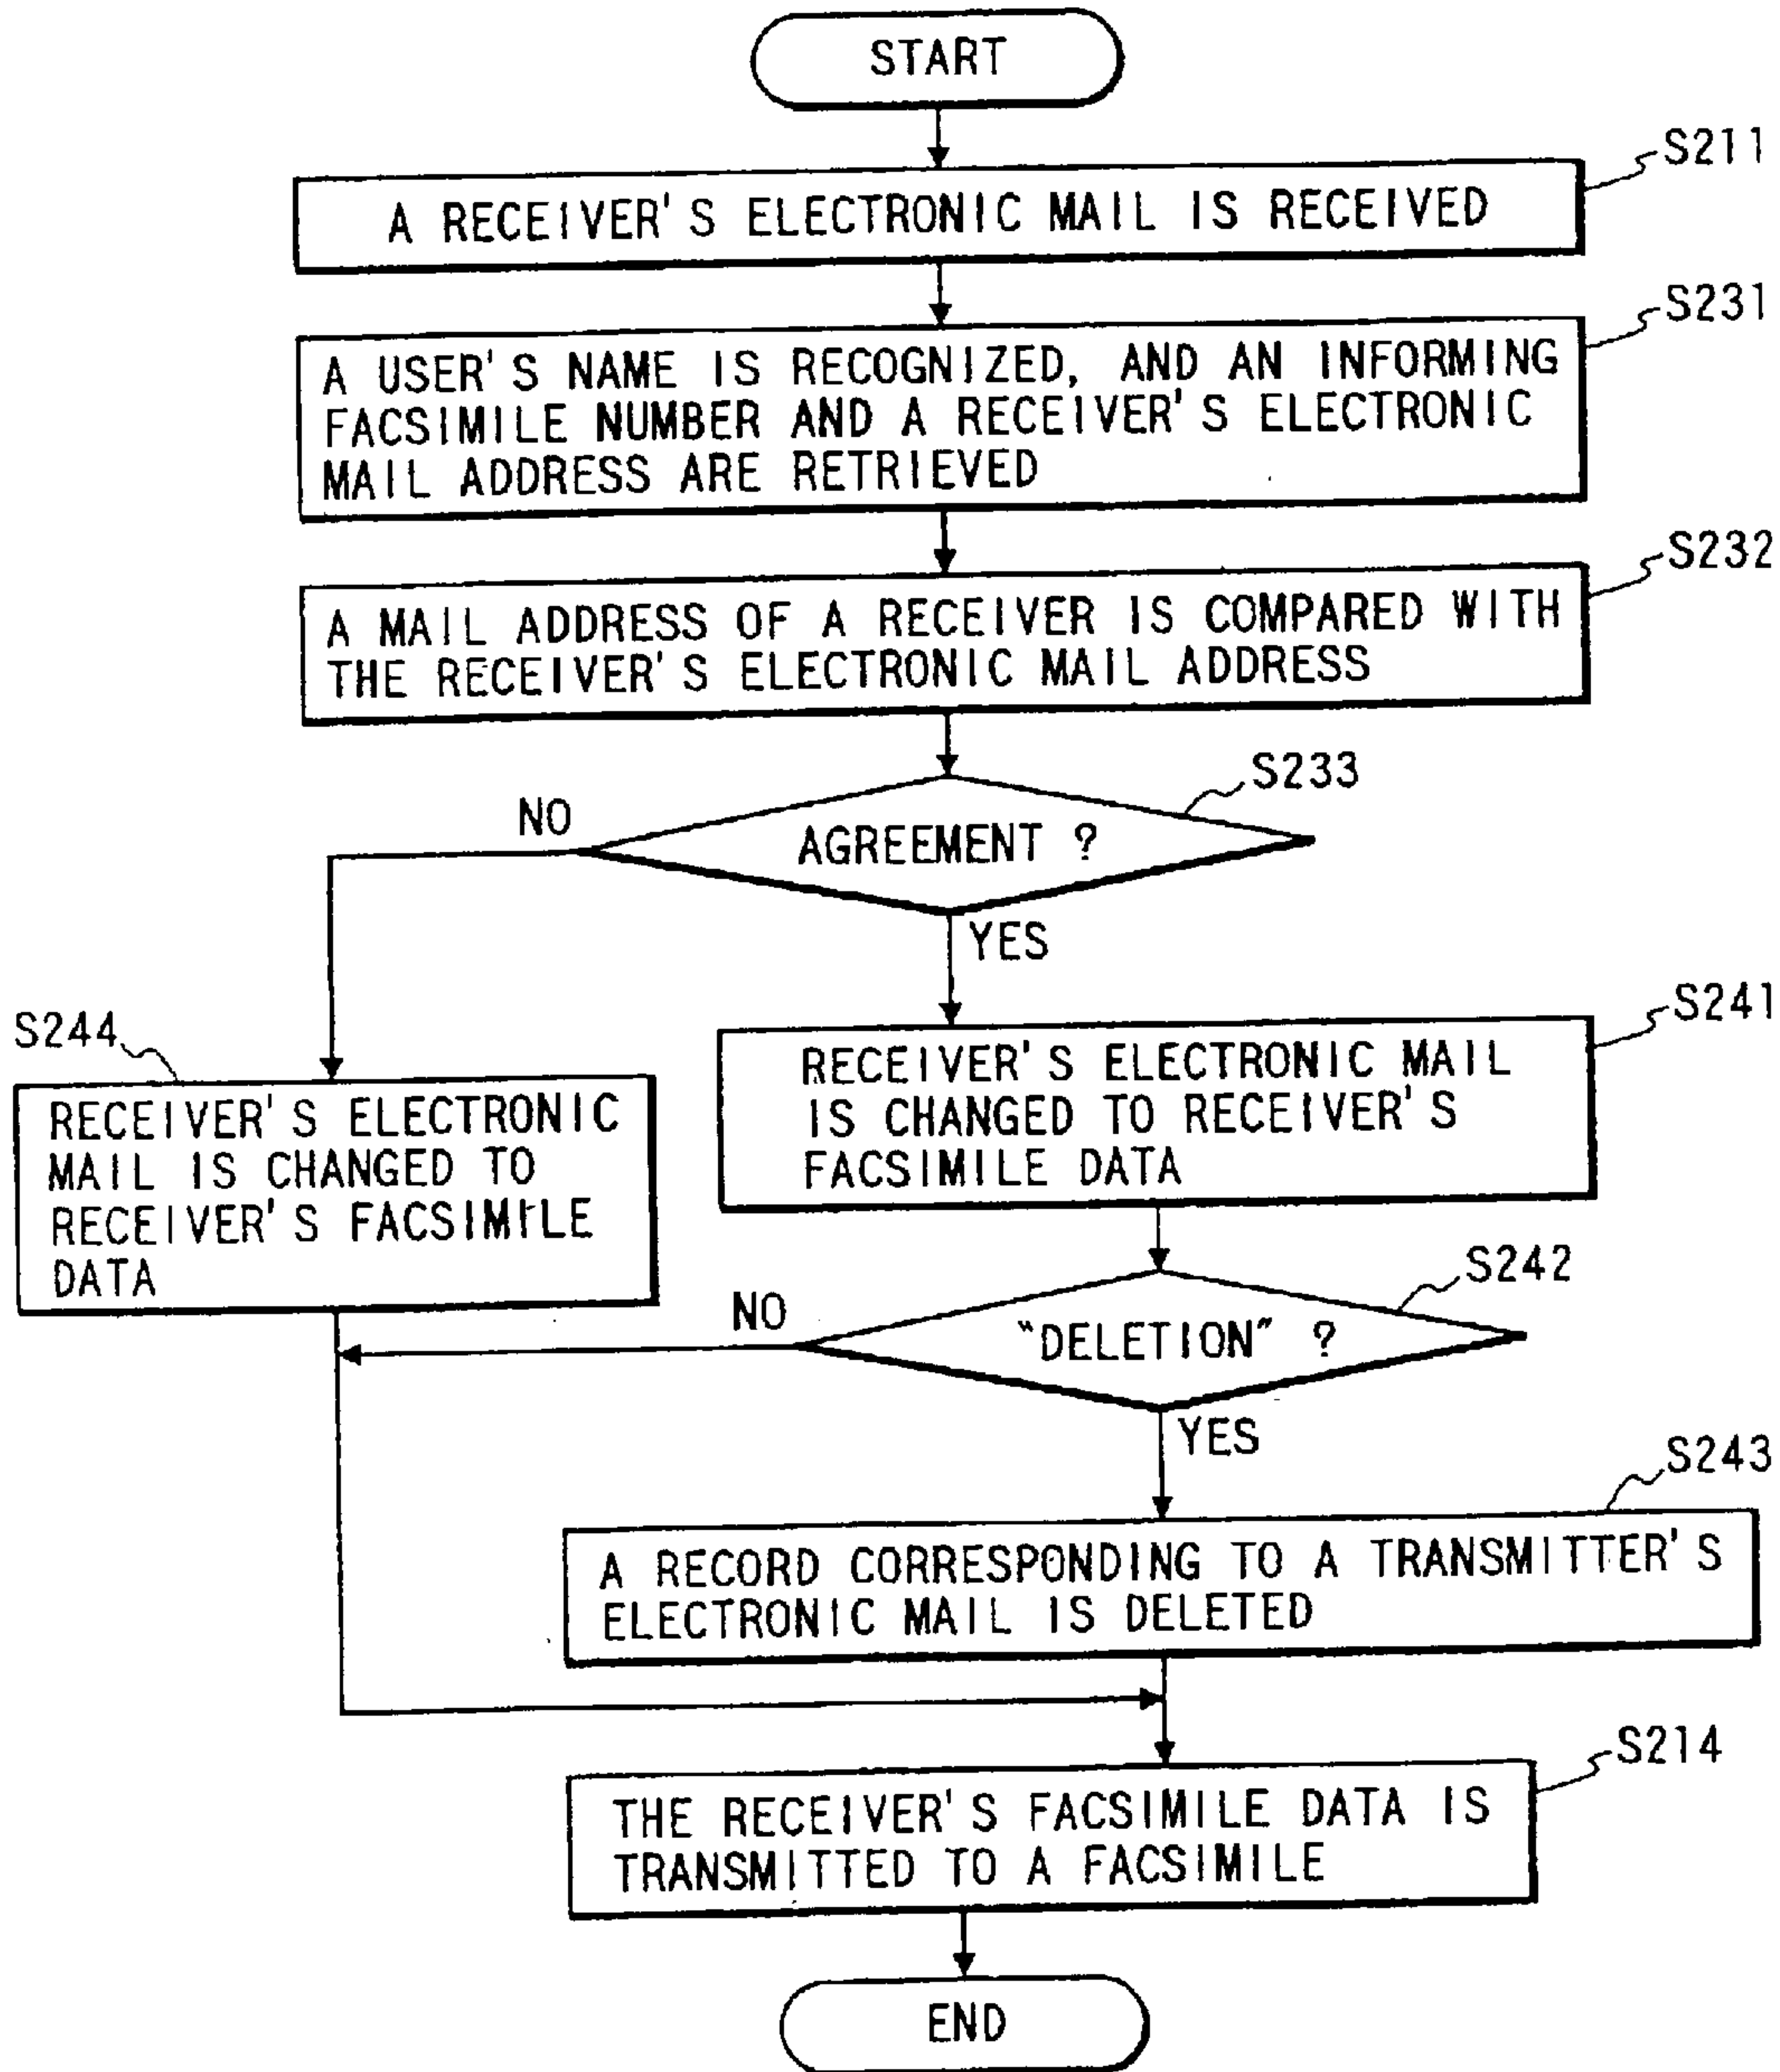 START
S211
A RECEIVER'S ELECTRONIC MAIL IS RECEIVED
S231
A USER'S NAME IS RECOGNIZED, AND AN INFORMING
FACSIMILE NUMBER AND A RECEIVER'S ELECTRONIC
MAIL ADDRESS ARE RETRIEVED
S232
A MAIL ADDRESS OF A RECEIVER IS COMPARED WITH
THE RECEIVER'S ELECTRONIC MAIL ADDRESS
S233
NO
AGREEMENT ?
YES
S244
S241
RECEIVER'S ELECTRONIC
MAIL IS CHANGED TO
RECEIVER'S FACSIMILE
DATA
RECEIVER'S ELECTRONIC MAIL
IS CHANGED TO RECEIVER'S
FACSIMILE DATA
S242
NO
"DELETION" ?
YES
S243
A RECORD CORRESPONDING TO A TRANSMITTER'S
ELECTRONIC MAIL IS DELETED
S214
THE RECEIVER'S FACSIMILE DATA IS
TRANSMITTED TO A FACSIMILE
END